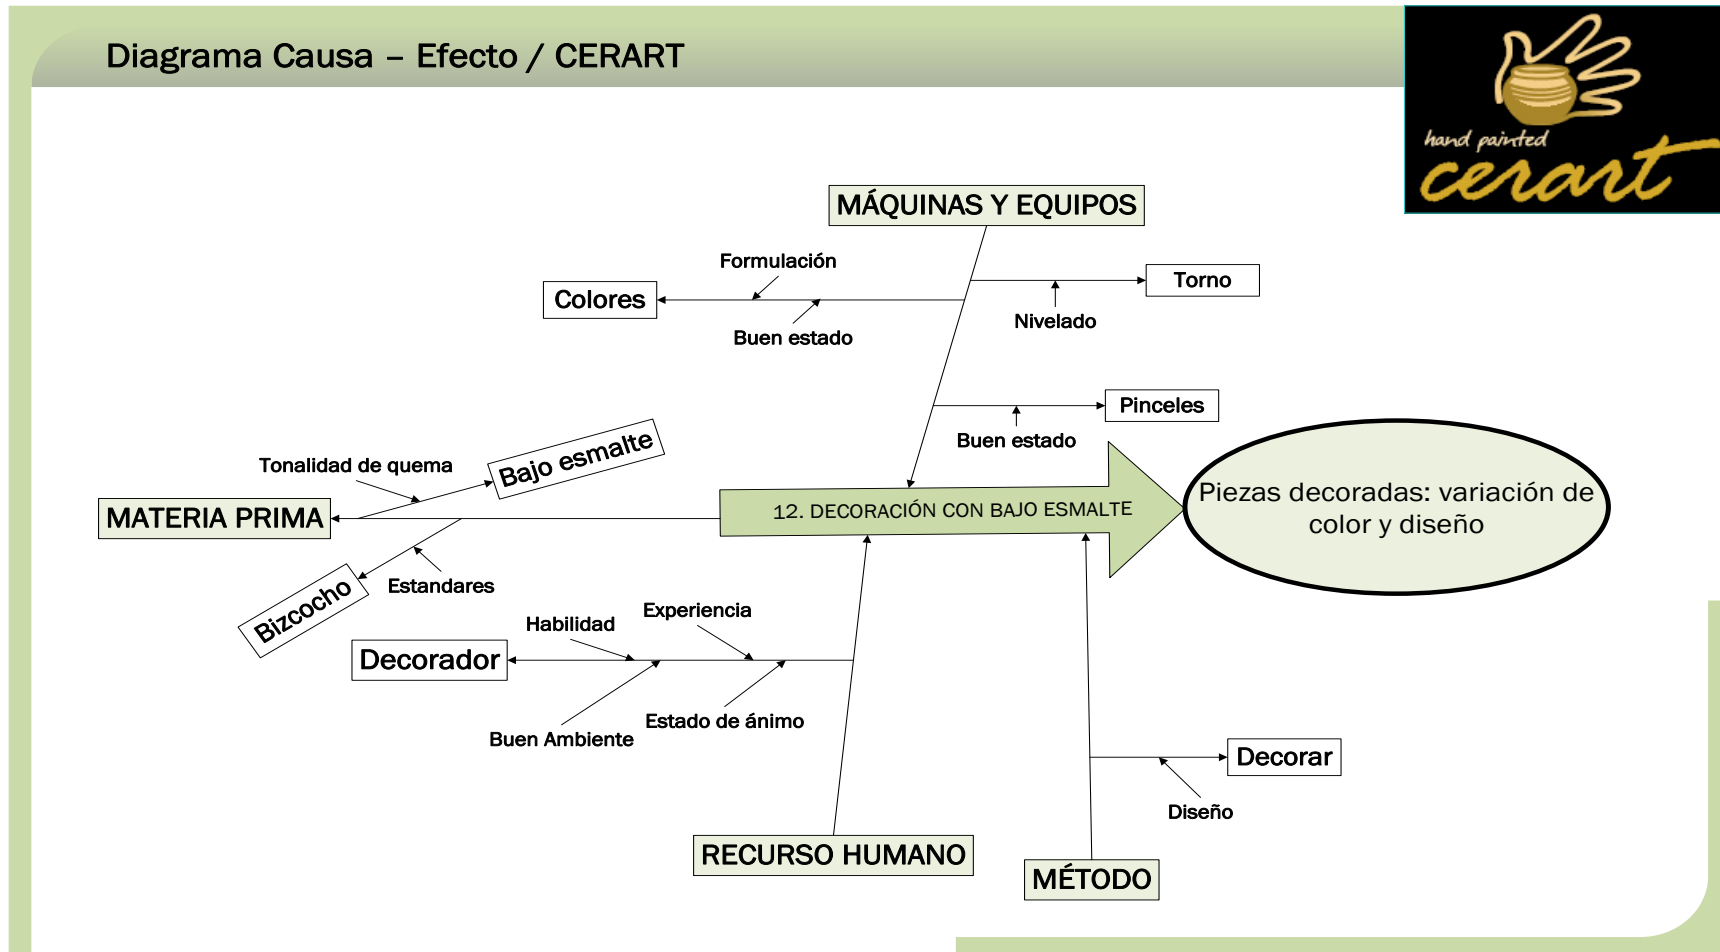 Diagrama Causa – Efecto / CERART
hand painted
cerart
MÁQUINAS Y EQUIPOS
Formulación
Colores
Torno
Buen estado
Nivelado
Pinceles
Buen estado
Tonalidad de quema
Bajo esmalte
MATERIA PRIMA
12. DECORACIÓN CON BAJO ESMALTE
Piezas decoradas: variación de
color y diseño
Estandares
Bizcocho
Experiencia
Habilidad
Decorador
Estado de ánimo
Buen Ambiente
Decorar
Diseño
RECURSO HUMANO
MÉTODO